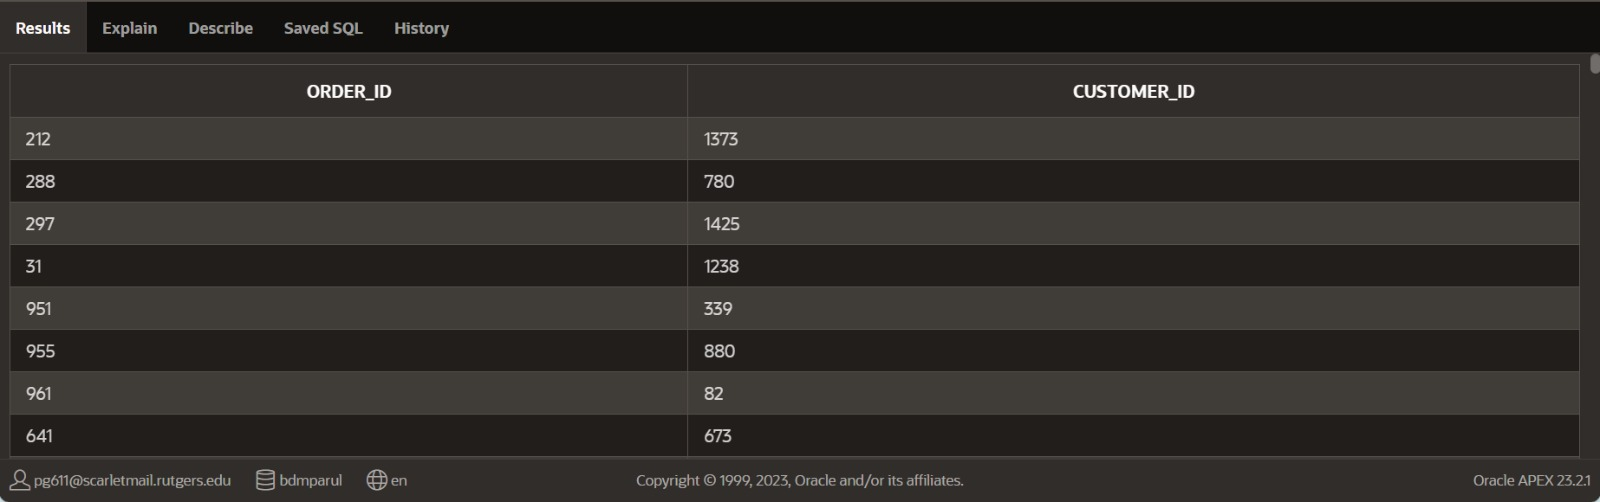 Results Explain Describe Saved SQL History
ORDER_ID CUSTOMER_ID
212 1373
288 780
297 1425
31 1238
951 339
955 880
961 82
641 673
pg611@scarletmail.rutgers.edu bdmparul en Copyright © 1999, 2023, Oracle and/or its affiliates. Oracle APEX 23.2.1